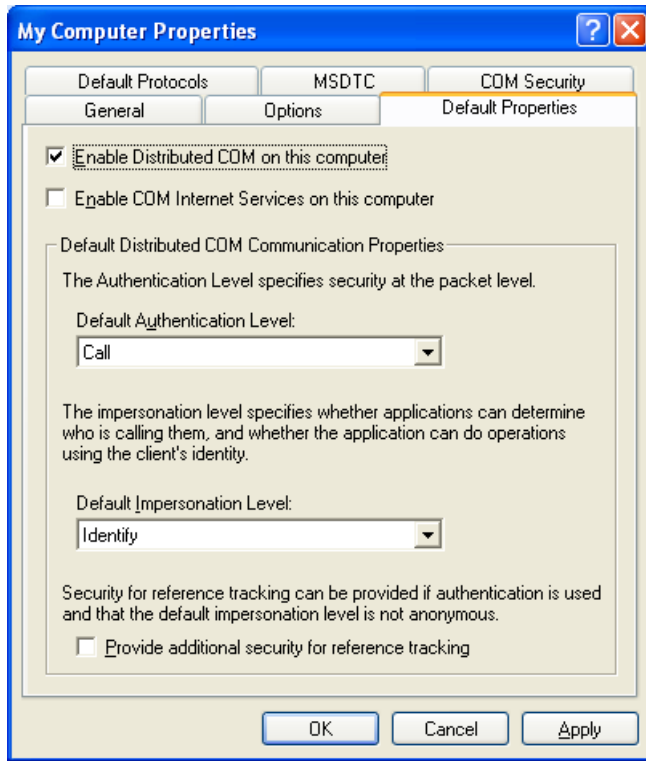 My Computer Properties
Default Protocols
MSDTC
COM Security
General
Options
Default Properties
Enable Distributed COM on this computer
Enable COM Internet Services on this computer
Default Distributed COM Communication Properties
The Authentication Level specifies security at the packet level.
Default Authentication Level:
Call
The impersonation level specifies whether applications can determine
who is calling them, and whether the application can do operations
using the client's identity.
Default Impersonation Level:
Identify
Security for reference tracking can be provided if authentication is used
and that the default impersonation level is not anonymous.
Provide additional security for reference tracking
OK
Cancel
Apply